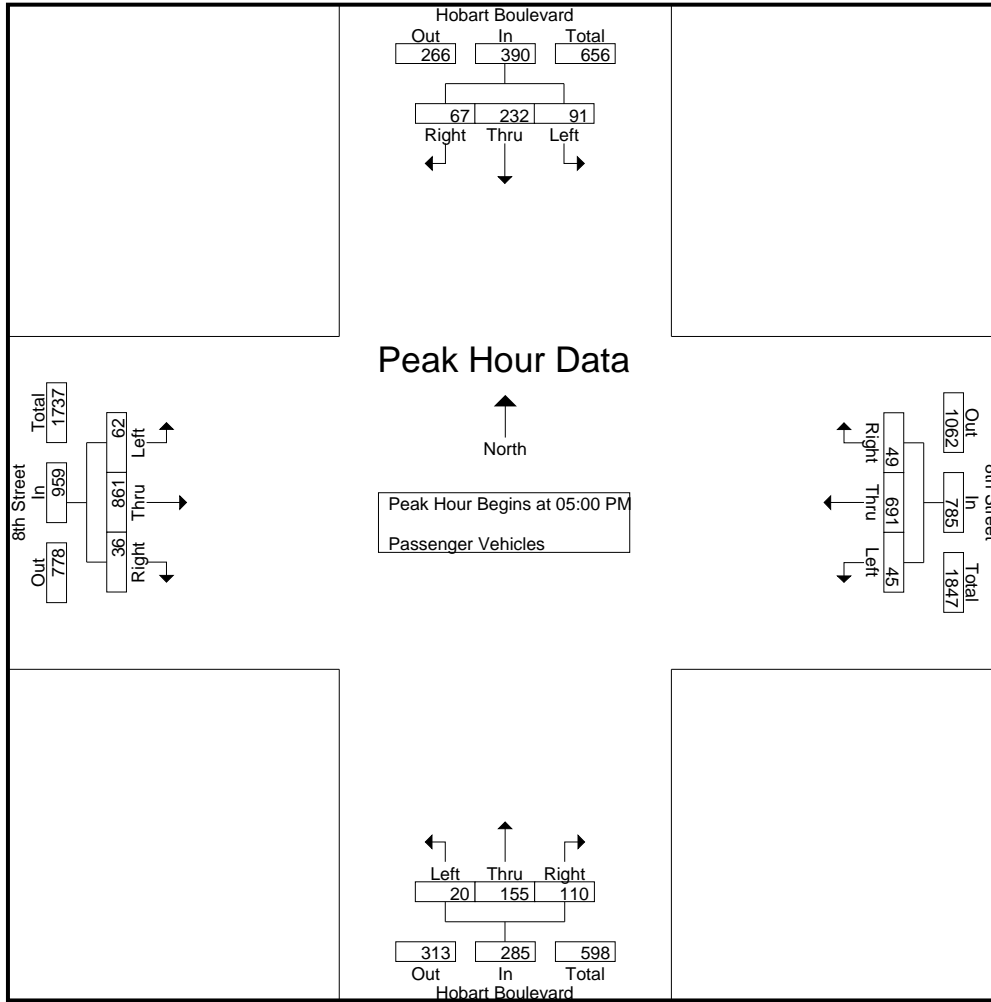 Hobart Boulevard
Out In Total
266 390 656
67 232 91
Right Thru Left
Peak Hour Data
North
Peak Hour Begins at 05:00 PM
Passenger Vehicles
8th Street
Total In Out
1737 959 778
62 861 36
Left Thru Right
8th Street
Out In Total
1062 785 1847
49 691 45
Right Thru Left
Left Thru Right
20 155 110
313 285 598
Out In Total
Hobart Boulevard